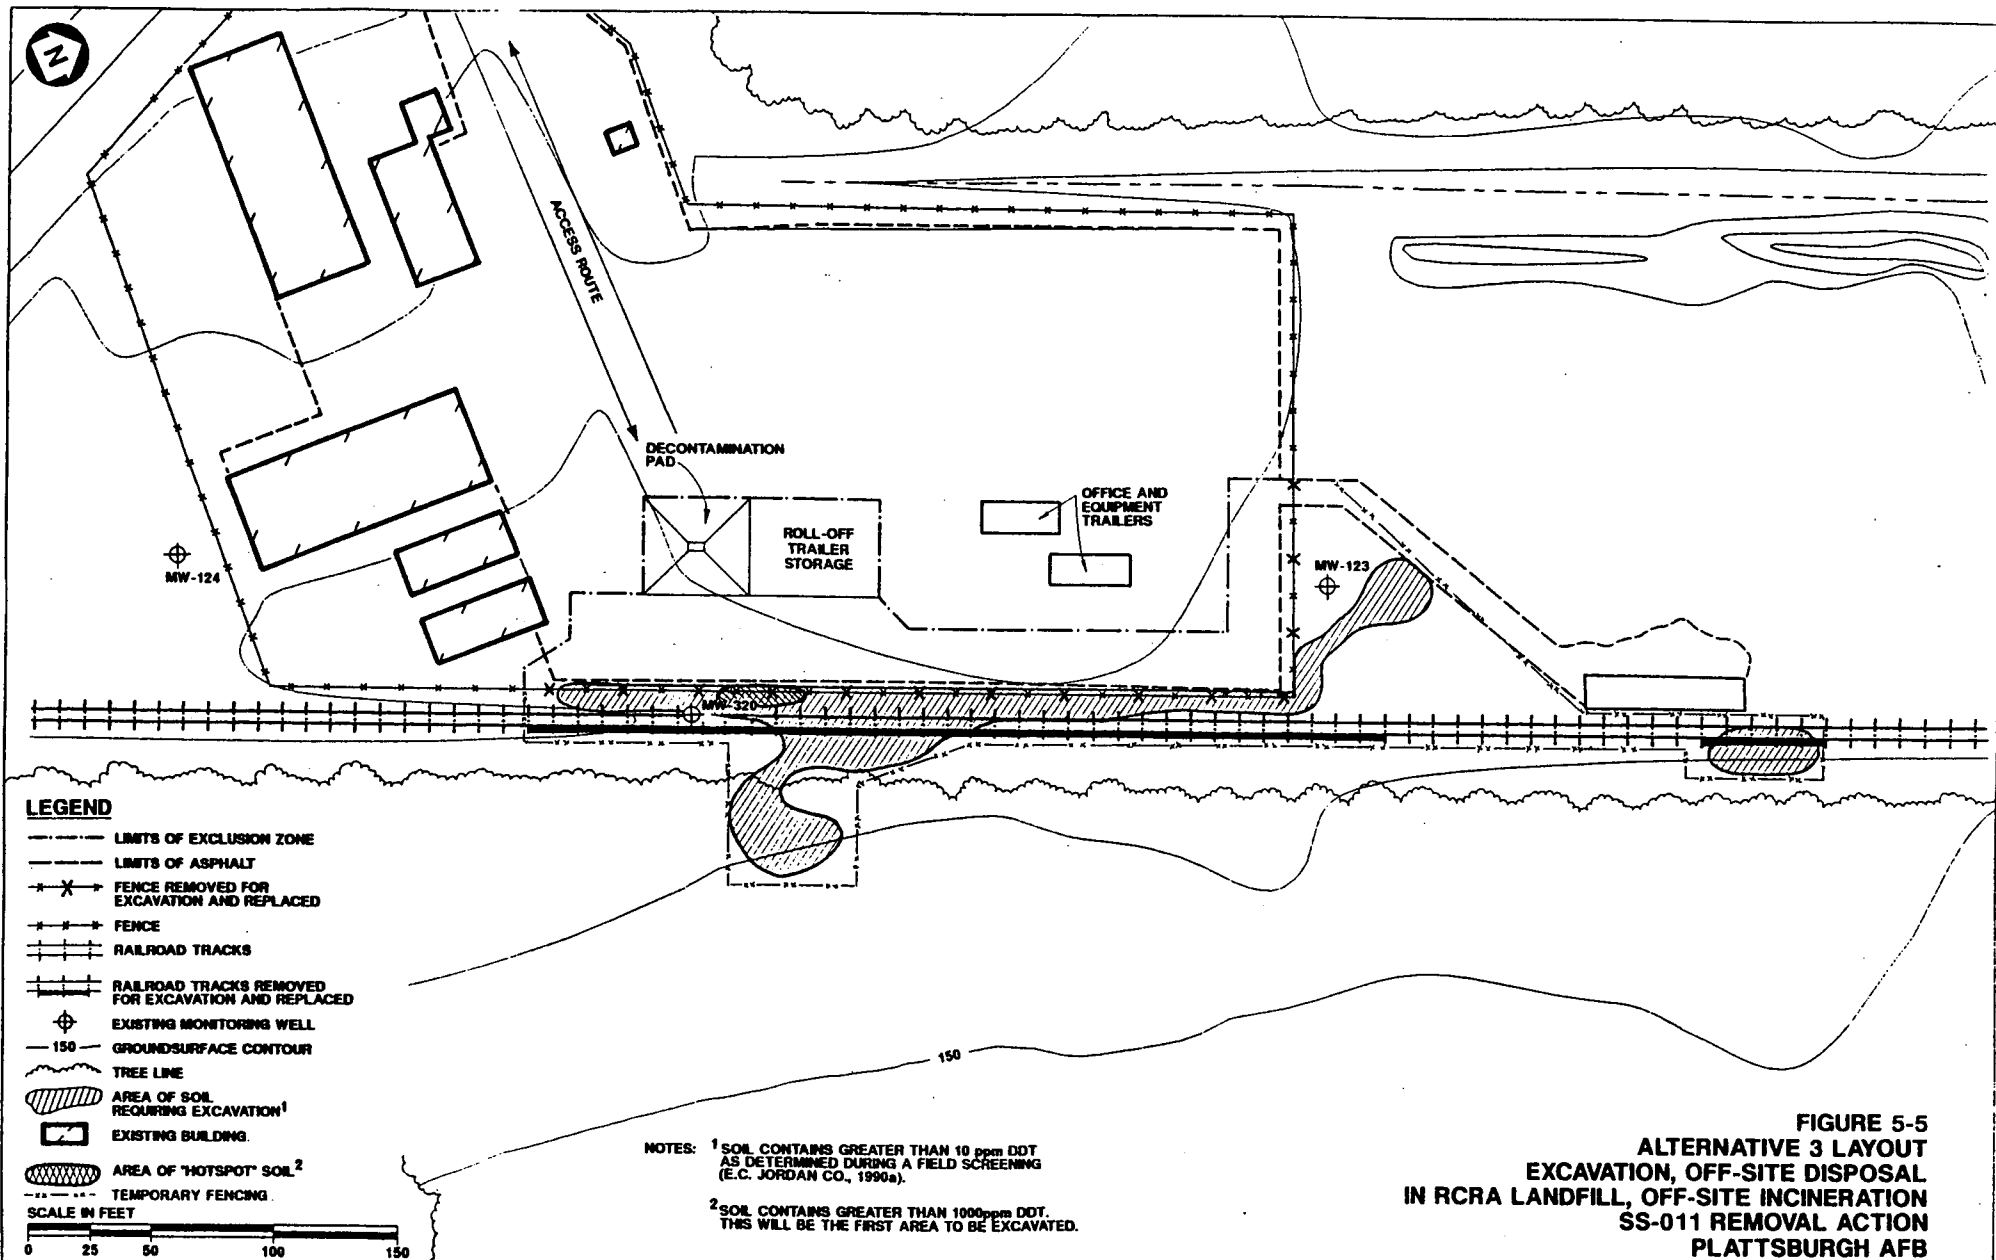 N
ACCESS ROUTE
DECONTAMINATION
PAD
ROLL-OFF
TRAILER
STORAGE
OFFICE AND
EQUIPMENT
TRAILERS
MW-123
MW-124
MW-320
LEGEND
LIMITS OF EXCLUSION ZONE
LIMITS OF ASPHALT
FENCE REMOVED FOR
EXCAVATION AND REPLACED
FENCE
RAILROAD TRACKS
RAILROAD TRACKS REMOVED
FOR EXCAVATION AND REPLACED
EXISTING MONITORING WELL
150 GROUNDSURFACE CONTOUR
TREE LINE
AREA OF SOIL
REQUIRING EXCAVATION1
EXISTING BUILDING.
AREA OF "HOTSPOT" SOIL2
TEMPORARY FENCING
SCALE IN FEET
0 25 50 100 150
150
NOTES: 1 SOIL CONTAINS GREATER THAN 10 ppm DDT
AS DETERMINED DURING A FIELD SCREENING
(E.C. JORDAN CO., 1990a).
2 SOIL CONTAINS GREATER THAN 1000ppm DDT.
THIS WILL BE THE FIRST AREA TO BE EXCAVATED.
FIGURE 5-5
ALTERNATIVE 3 LAYOUT
EXCAVATION, OFF-SITE DISPOSAL
IN RCRA LANDFILL, OFF-SITE INCINERATION
SS-011 REMOVAL ACTION
PLATTSBURGH AFB